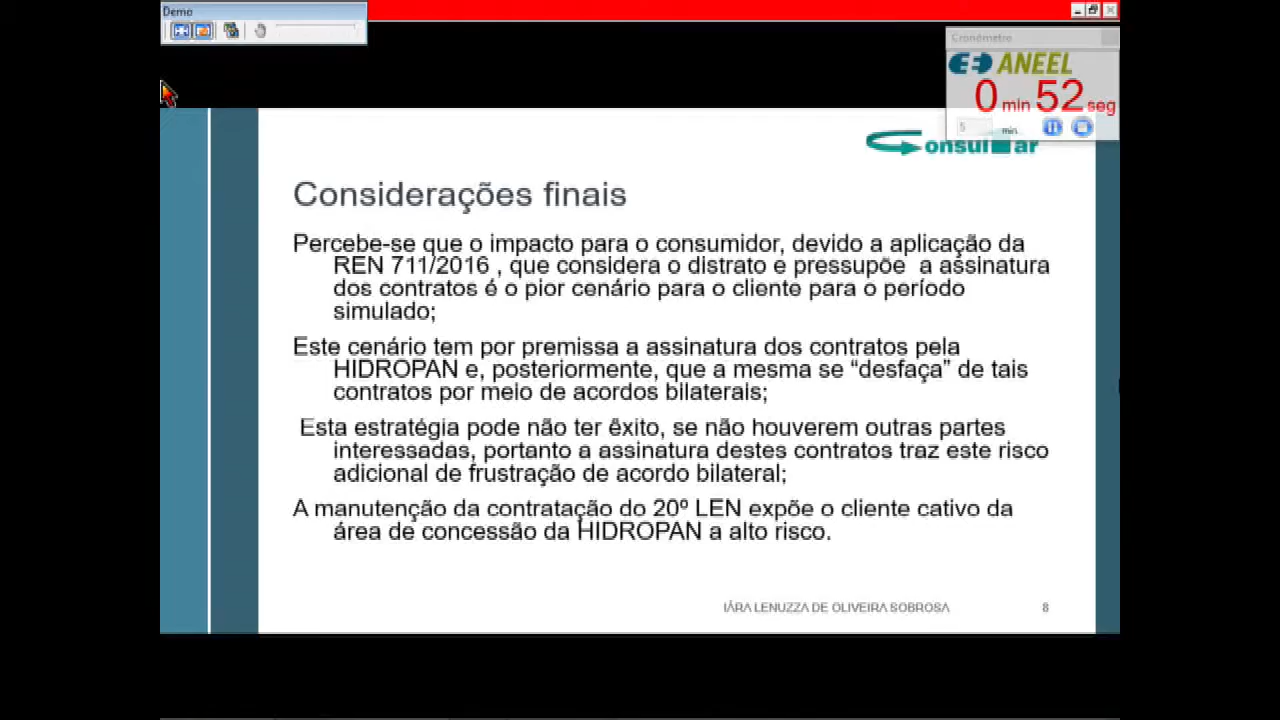 Demo
Cronômetro
ANEEL
0 min 52 seg
5 min.
Considerações finais
Percebe-se que o impacto para o consumidor, devido a aplicação da
REN 711/2016 , que considera o distrato e pressupõe a assinatura
dos contratos é o pior cenário para o cliente para o período
simulado;
Este cenário tem por premissa a assinatura dos contratos pela
HIDROPAN e, posteriormente, que a mesma se “desfaça” de tais
contratos por meio de acordos bilaterais;
Esta estratégia pode não ter êxito, se não houverem outras partes
interessadas, portanto a assinatura destes contratos traz este risco
adicional de frustração de acordo bilateral;
A manutenção da contratação do 20º LEN expõe o cliente cativo da
área de concessão da HIDROPAN a alto risco.
IÁRA LENUZZA DE OLIVEIRA SOBROSA 8